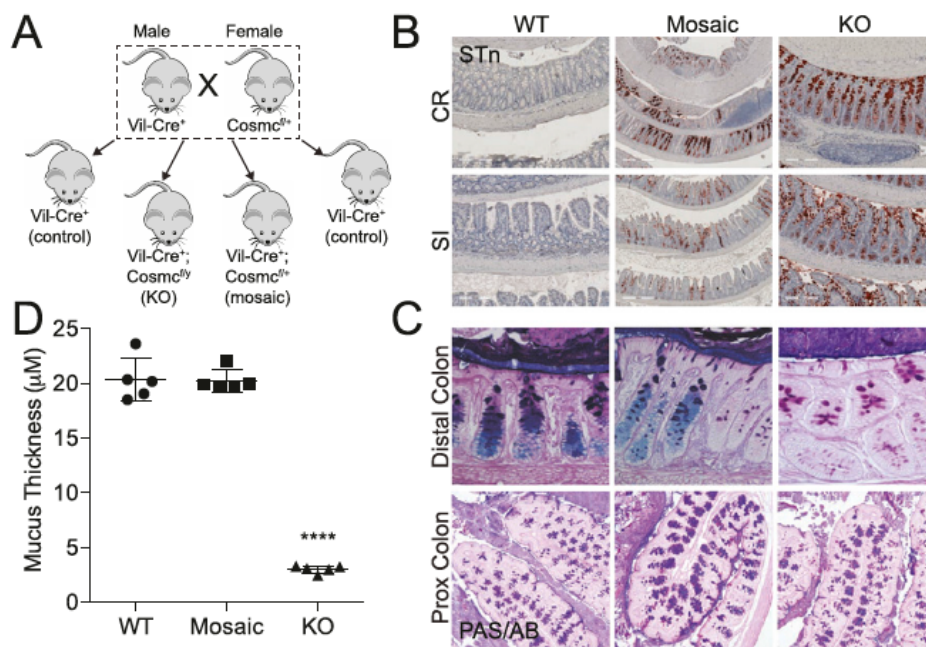 A
Male
Female
X
Vil-Cre⁺
Cosmcᶠˡ/⁺
Vil-Cre⁺
(control)
Vil-Cre⁺;
Cosmcᶠˡ/ʸ
(KO)
Vil-Cre⁺;
Cosmcᶠˡ/⁺
(mosaic)
Vil-Cre⁺
(control)
B
WT
Mosaic
KO
STn
CR
SI
D
25
20
15
10
5
0
Mucus Thickness (µM)
****
WT
Mosaic
KO
C
Distal Colon
Prox Colon
PAS/AB